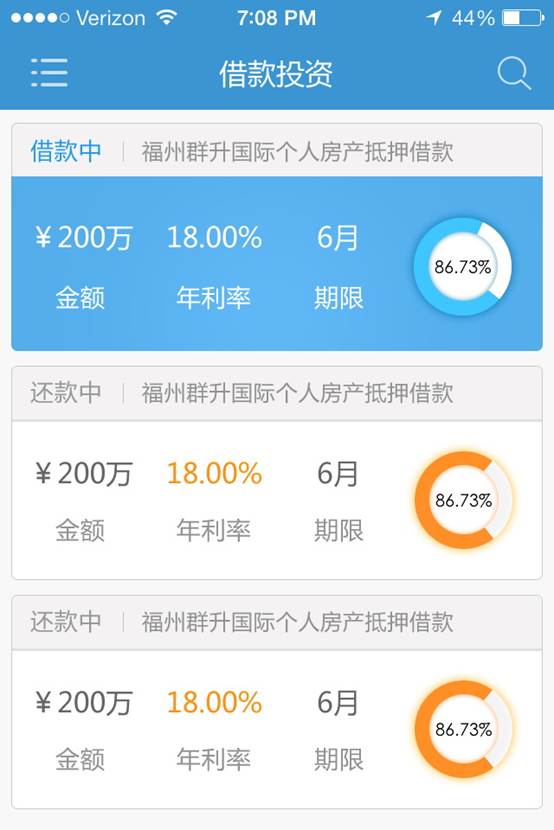 Verizon 7:08 PM 44%
借款投资
借款中 福州群升国际个人房产抵押借款
¥200万 18.00% 6月 86.73%
金额 年利率 期限
还款中 福州群升国际个人房产抵押借款
¥200万 18.00% 6月 86.73%
金额 年利率 期限
还款中 福州群升国际个人房产抵押借款
¥200万 18.00% 6月 86.73%
金额 年利率 期限